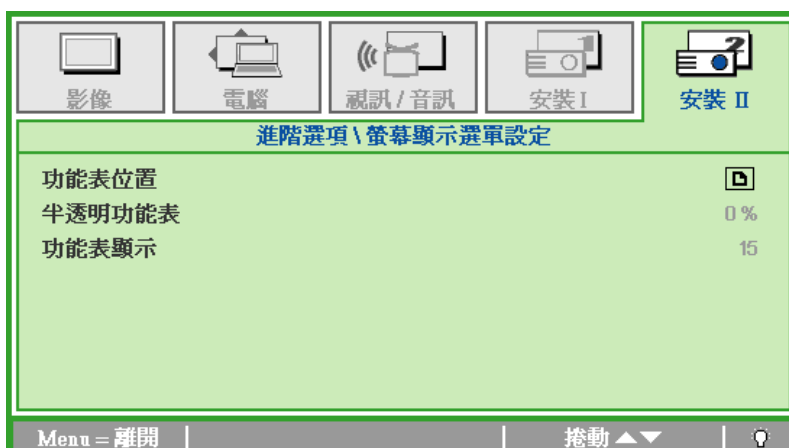 影像
電腦
視訊 / 音訊
安裝 I
安裝 II
進階選項 \ 螢幕顯示選單設定
功能表位置
半透明功能表 0 %
功能表顯示 15
Menu = 離開 捲動 ▲▼